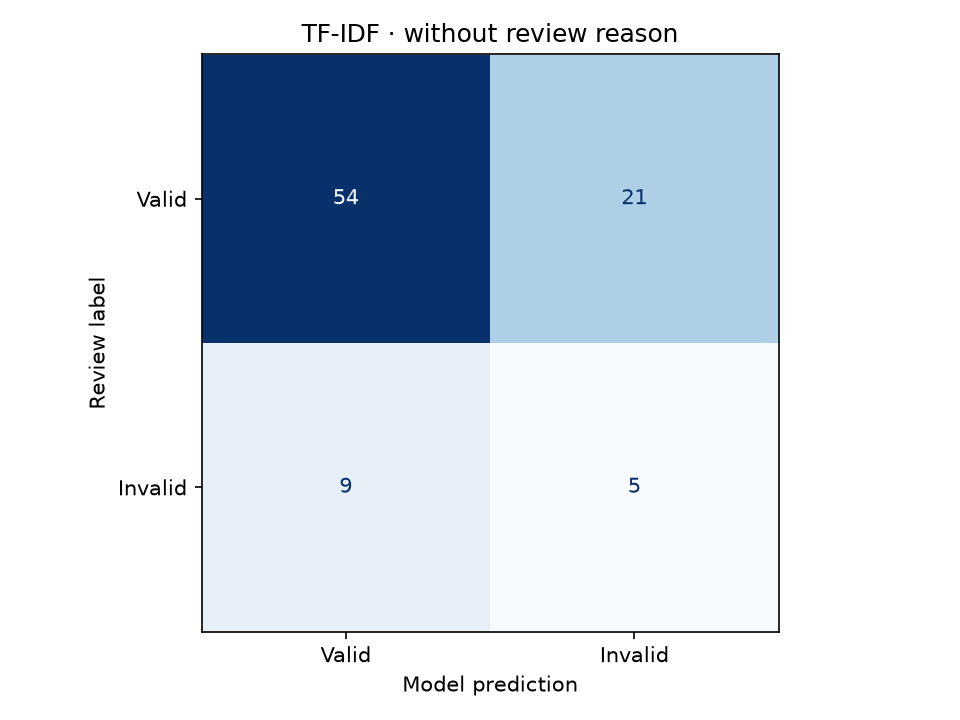 TF-IDF · without review reason
Valid
54
21
Review label
Invalid
9
5
Valid
Invalid
Model prediction